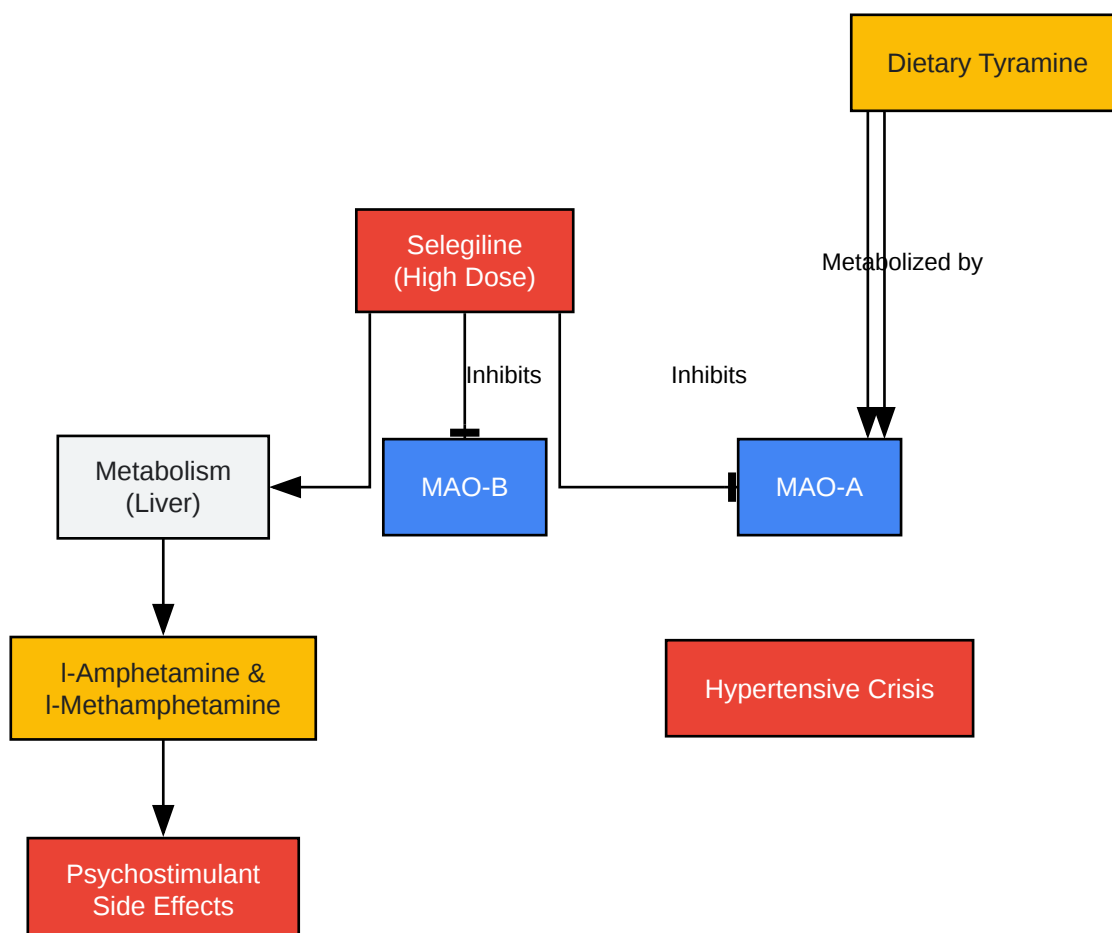 Dietary Tyramine
Selegiline
(High Dose)
Metabolized by
Inhibits
Inhibits
Metabolism
(Liver)
MAO-B
MAO-A
l-Amphetamine &
l-Methamphetamine
Hypertensive Crisis
Psychostimulant
Side Effects